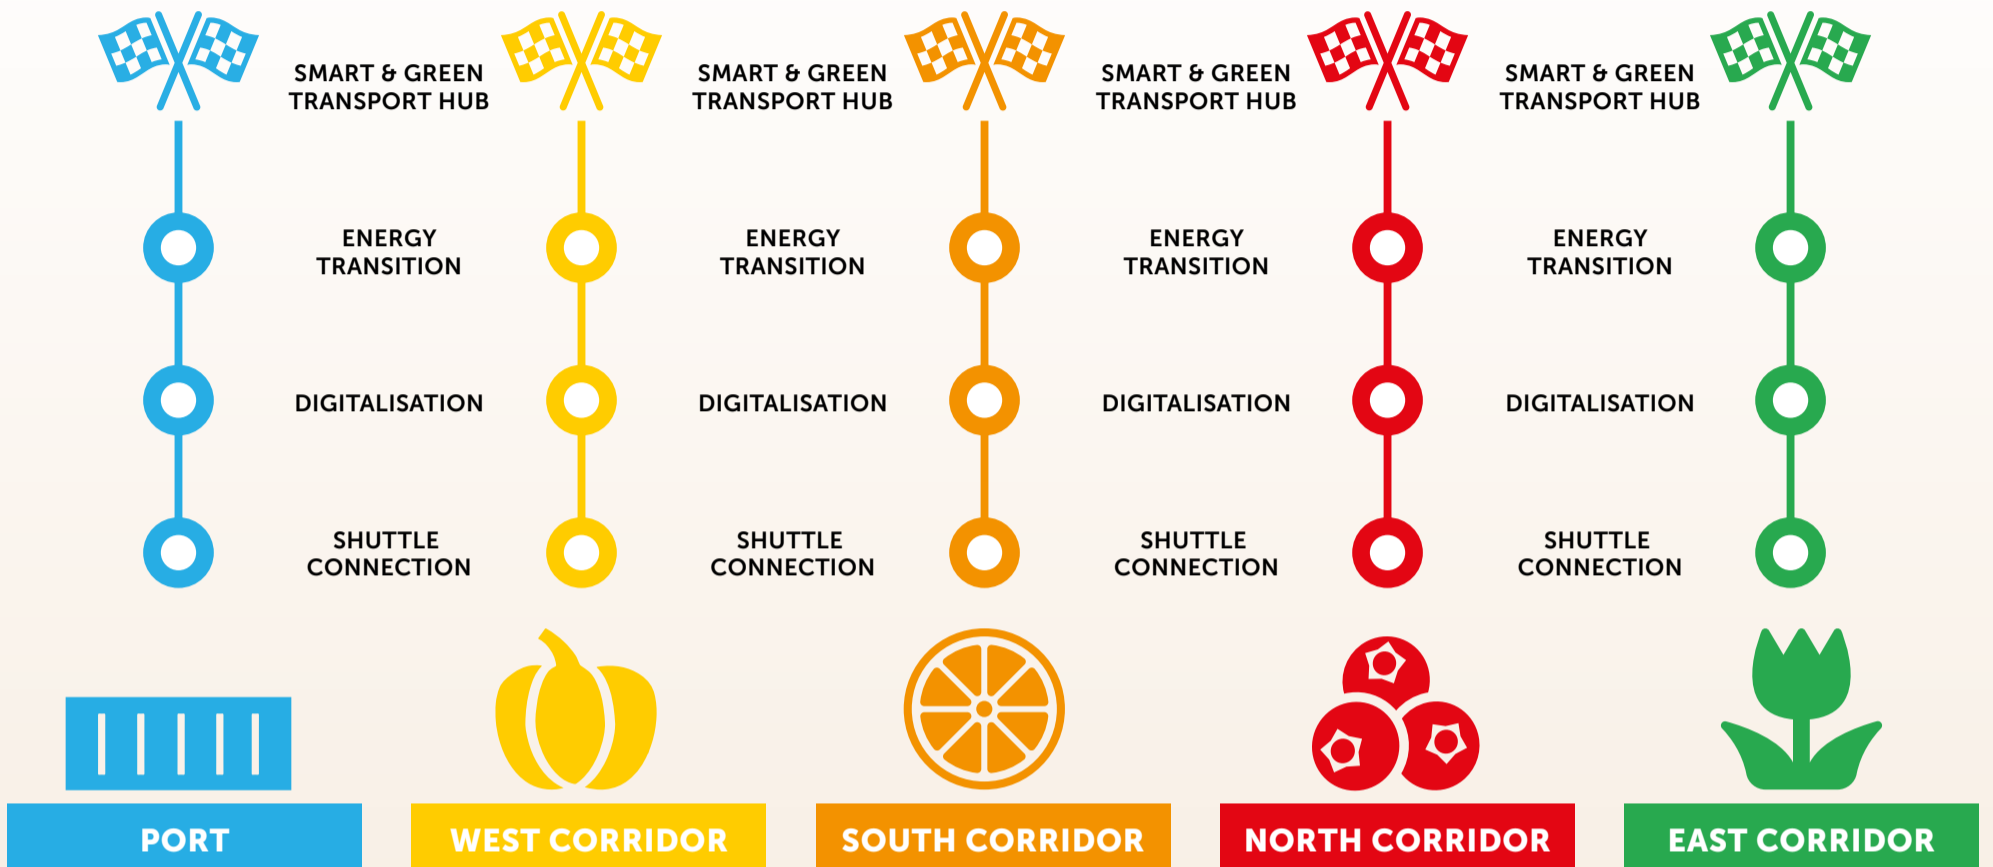 SMART & GREEN
TRANSPORT HUB
SMART & GREEN
TRANSPORT HUB
SMART & GREEN
TRANSPORT HUB
SMART & GREEN
TRANSPORT HUB
ENERGY
TRANSITION
ENERGY
TRANSITION
ENERGY
TRANSITION
ENERGY
TRANSITION
DIGITALISATION
DIGITALISATION
DIGITALISATION
DIGITALISATION
SHUTTLE
CONNECTION
SHUTTLE
CONNECTION
SHUTTLE
CONNECTION
SHUTTLE
CONNECTION
PORT
WEST CORRIDOR
SOUTH CORRIDOR
NORTH CORRIDOR
EAST CORRIDOR